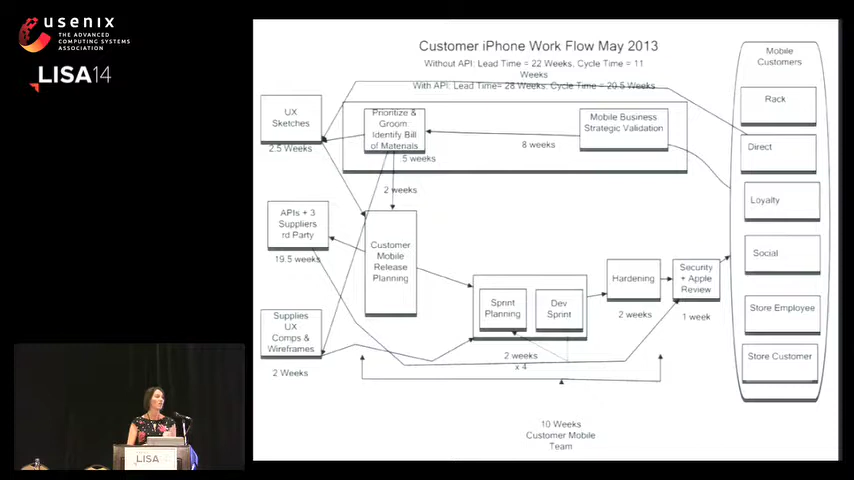 usenix
THE ADVANCED
COMPUTING SYSTEMS
ASSOCIATION
LISA14
Customer iPhone Work Flow May 2013
Without API: Lead Time = 22 Weeks, Cycle Time = 11
Weeks
With API: Lead Time= 28 Weeks, Cycle Time = 20.5 Weeks
Mobile
Customers
Rack
Direct
Loyalty
Social
Store Employee
Store Customer
UX
Sketches
2.5 Weeks
Prioritize &
Groom:
Identify Bill
of Materials
5 weeks
Mobile Business
Strategic Validation
8 weeks
2 weeks
APIs + 3
Suppliers
rd Party
19.5 weeks
Customer
Mobile
Release
Planning
Supplies
UX
Comps &
Wireframes
2 Weeks
Sprint
Planning
Dev
Sprint
2 weeks
x 4
Hardening
2 weeks
Security
+ Apple
Review
1 week
10 Weeks
Customer Mobile
Team
LISA